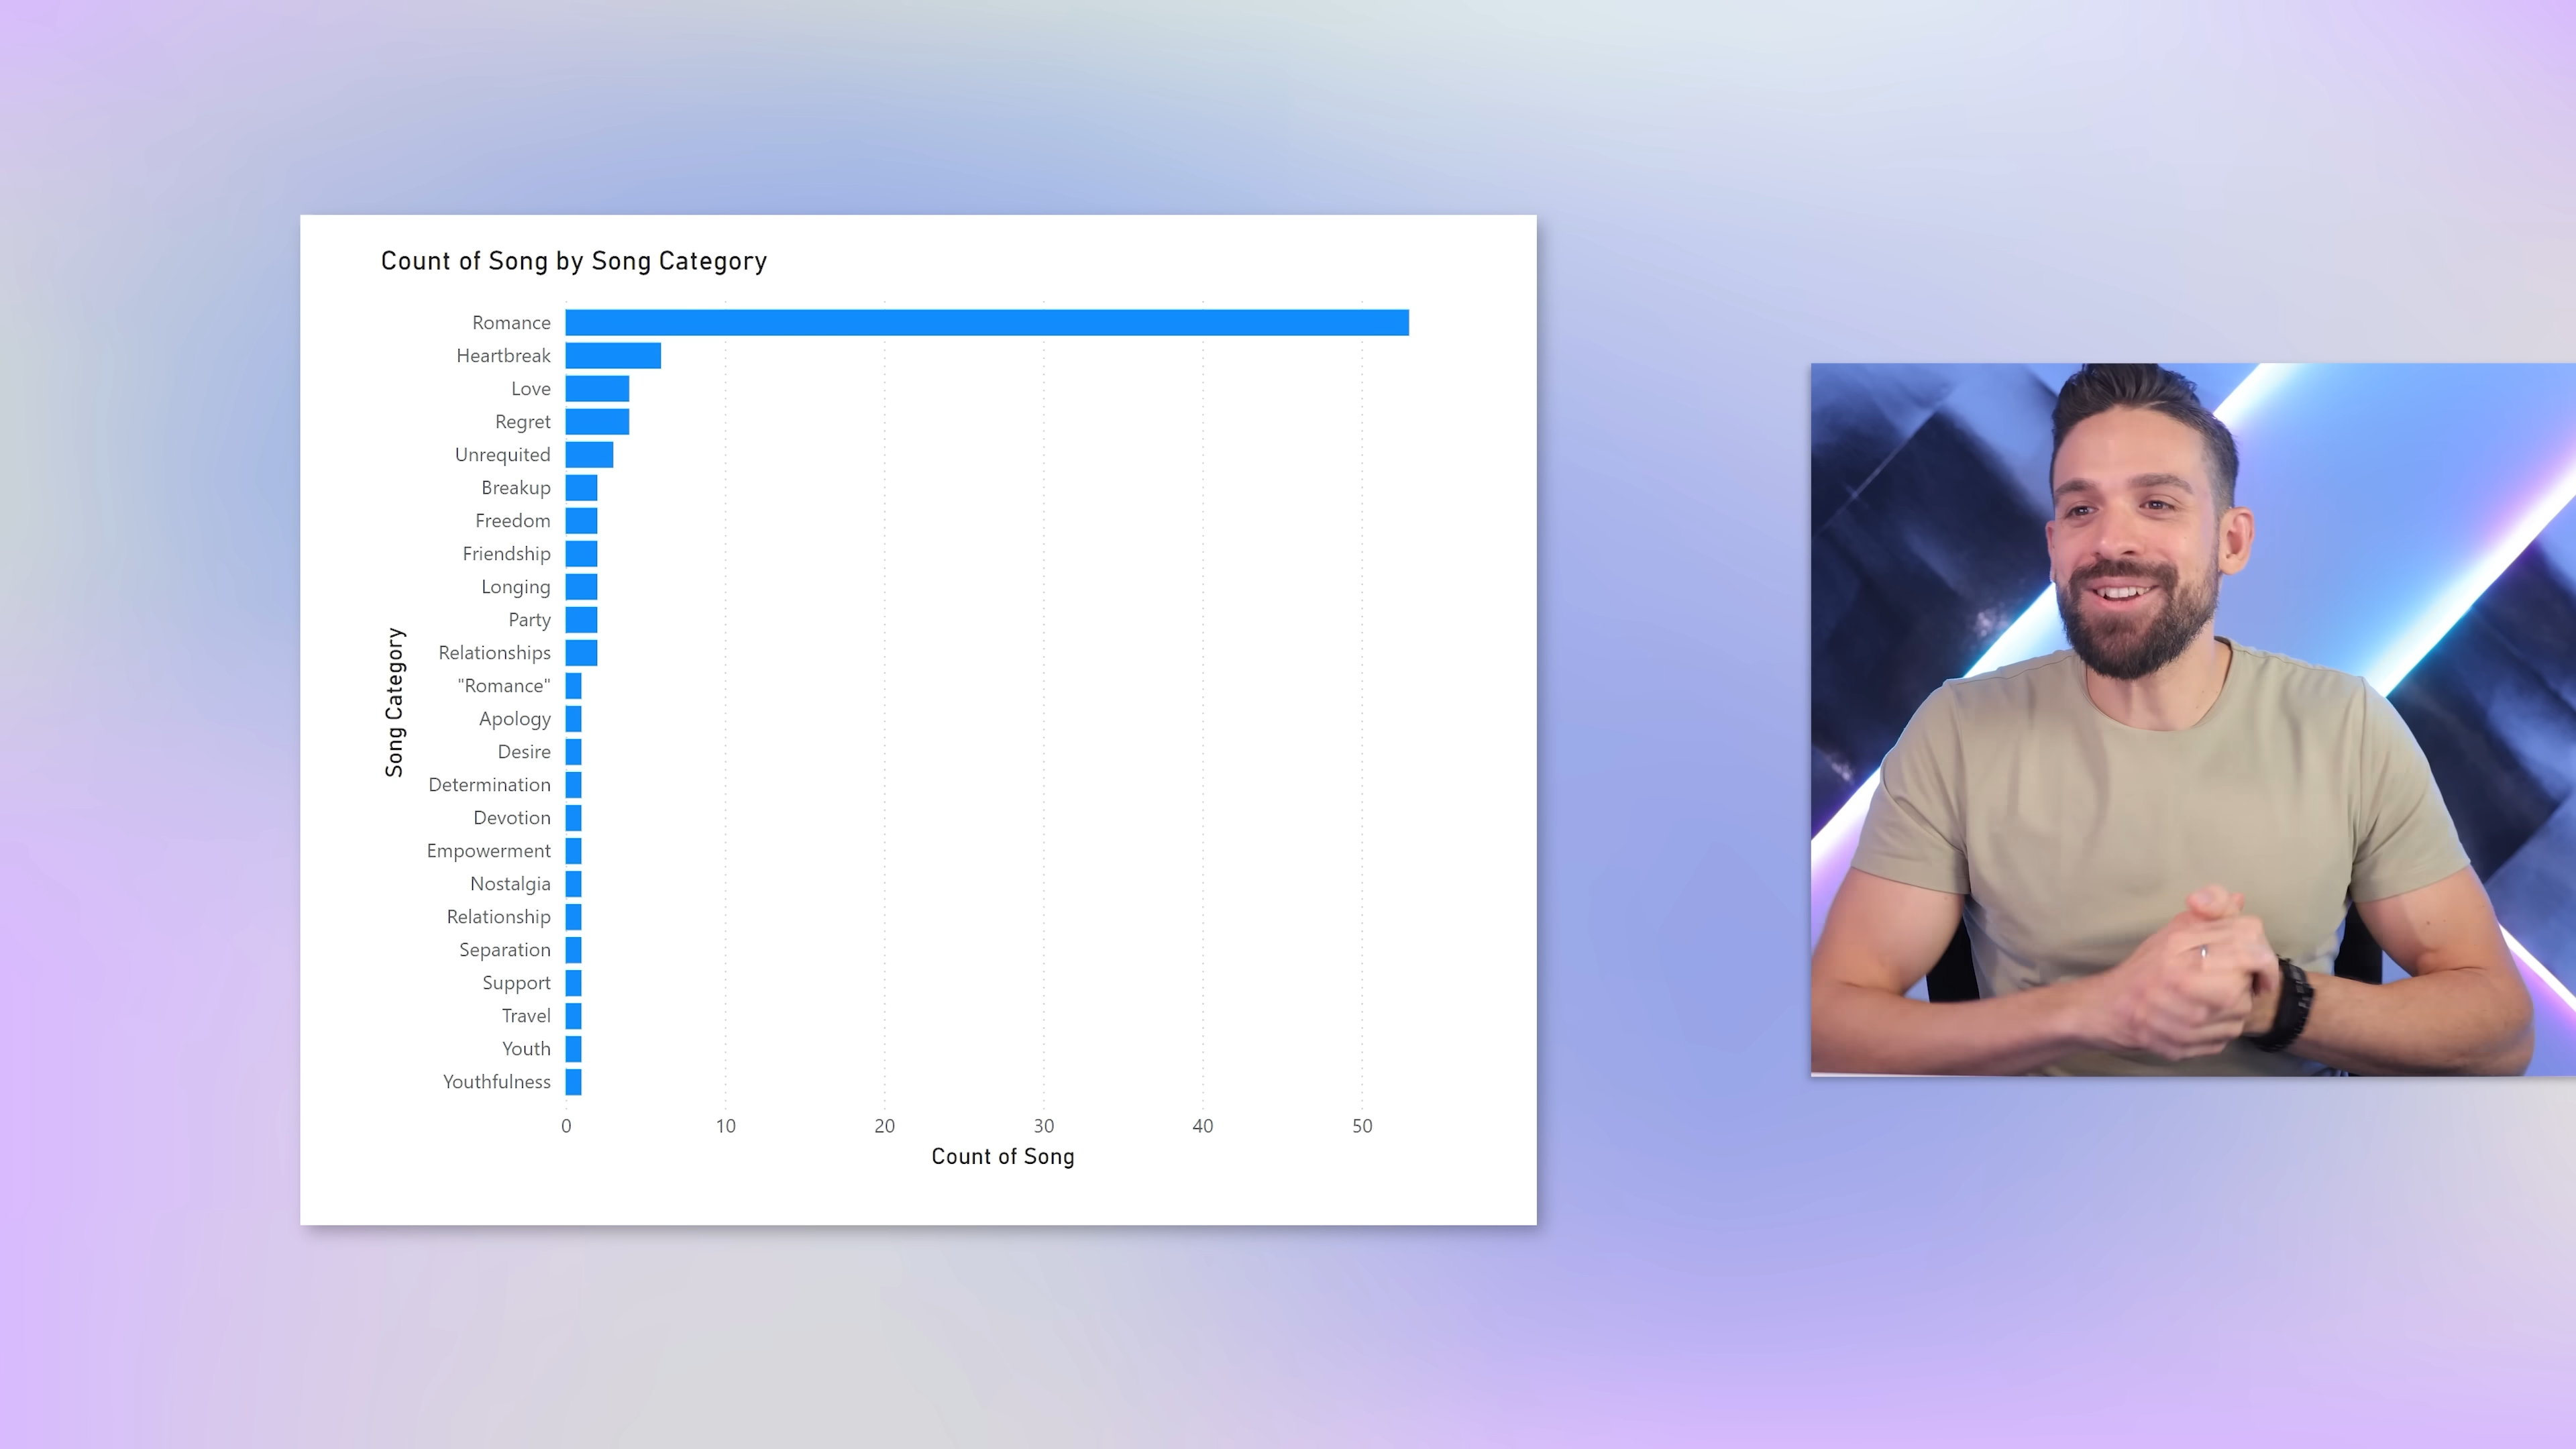 Count of Song by Song Category
Song Category
Romance
Heartbreak
Love
Regret
Unrequited
Breakup
Freedom
Friendship
Longing
Party
Relationships
"Romance"
Apology
Desire
Determination
Devotion
Empowerment
Nostalgia
Relationship
Separation
Support
Travel
Youth
Youthfulness
0 10 20 30 40 50
Count of Song